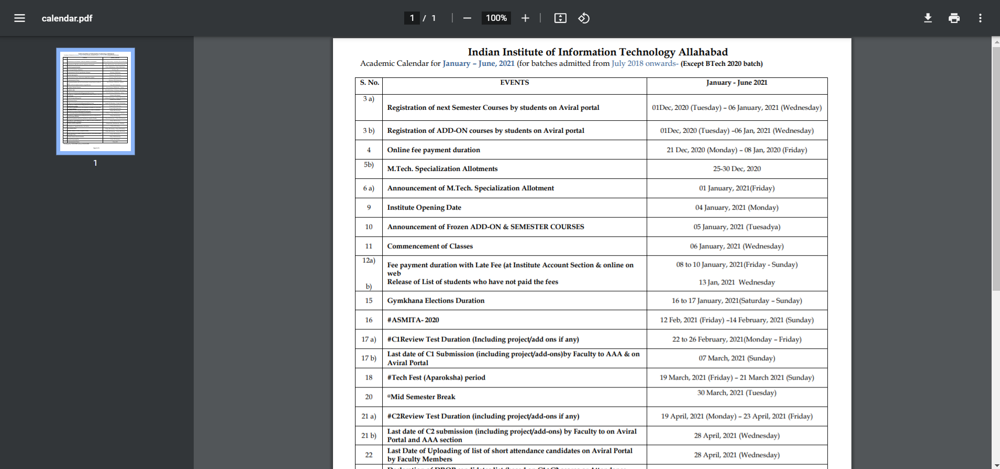 calendar.pdf
1 / 1
100%
1
Indian Institute of Information Technology Allahabad
Academic Calendar for January – June, 2021 (for batches admitted from July 2018 onwards- (Except BTech 2020 batch)
S. No. EVENTS January - June 2021
3 a) Registration of next Semester Courses by students on Aviral portal 01Dec, 2020 (Tuesday) – 06 January, 2021 (Wednesday)
3 b) Registration of ADD-ON courses by students on Aviral portal 01Dec, 2020 (Tuesday) –06 Jan, 2021 (Wednesday)
4 Online fee payment duration 21 Dec, 2020 (Monday) – 08 Jan, 2020 (Friday)
5b) M.Tech. Specialization Allotments 25-30 Dec, 2020
6 a) Announcement of M.Tech. Specialization Allotment 01 January, 2021(Friday)
9 Institute Opening Date 04 January, 2021 (Monday)
10 Announcement of Frozen ADD-ON & SEMESTER COURSES 05 January, 2021 (Tuesadya)
11 Commencement of Classes 06 January, 2021 (Wednesday)
12a) Fee payment duration with Late Fee (at Institute Account Section & online on 08 to 10 January, 2021(Friday - Sunday)
web
b) Release of List of students who have not paid the fees 13 Jan, 2021 Wednesday
15 Gymkhana Elections Duration 16 to 17 January, 2021(Saturday – Sunday)
16 #ASMITA- 2020 12 Feb, 2021 (Friday) –14 February, 2021 (Sunday)
17 a) #C1Review Test Duration (Including project/add ons if any) 22 to 26 February, 2021(Monday – Friday)
17 b) Last date of C1 Submission (including project/add-ons)by Faculty to AAA & on 07 March, 2021 (Sunday)
Aviral Portal
18 #Tech Fest (Aparoksha) period 19 March, 2021 (Friday) – 21 March 2021 (Sunday)
20 @Mid Semester Break 30 March, 2021 (Tuesday)
21 a) #C2Review Test Duration (including project/add-ons if any) 19 April, 2021 (Monday) – 23 April, 2021 (Friday)
21 b) Last date of C2 submission (including project/add-ons) by Faculty to on Aviral 28 April, 2021 (Wednesday)
Portal and AAA section
22 Last Date of Uploading of list of short attendance candidates on Aviral Portal 28 April, 2021 (Wednesday)
by Faculty Members